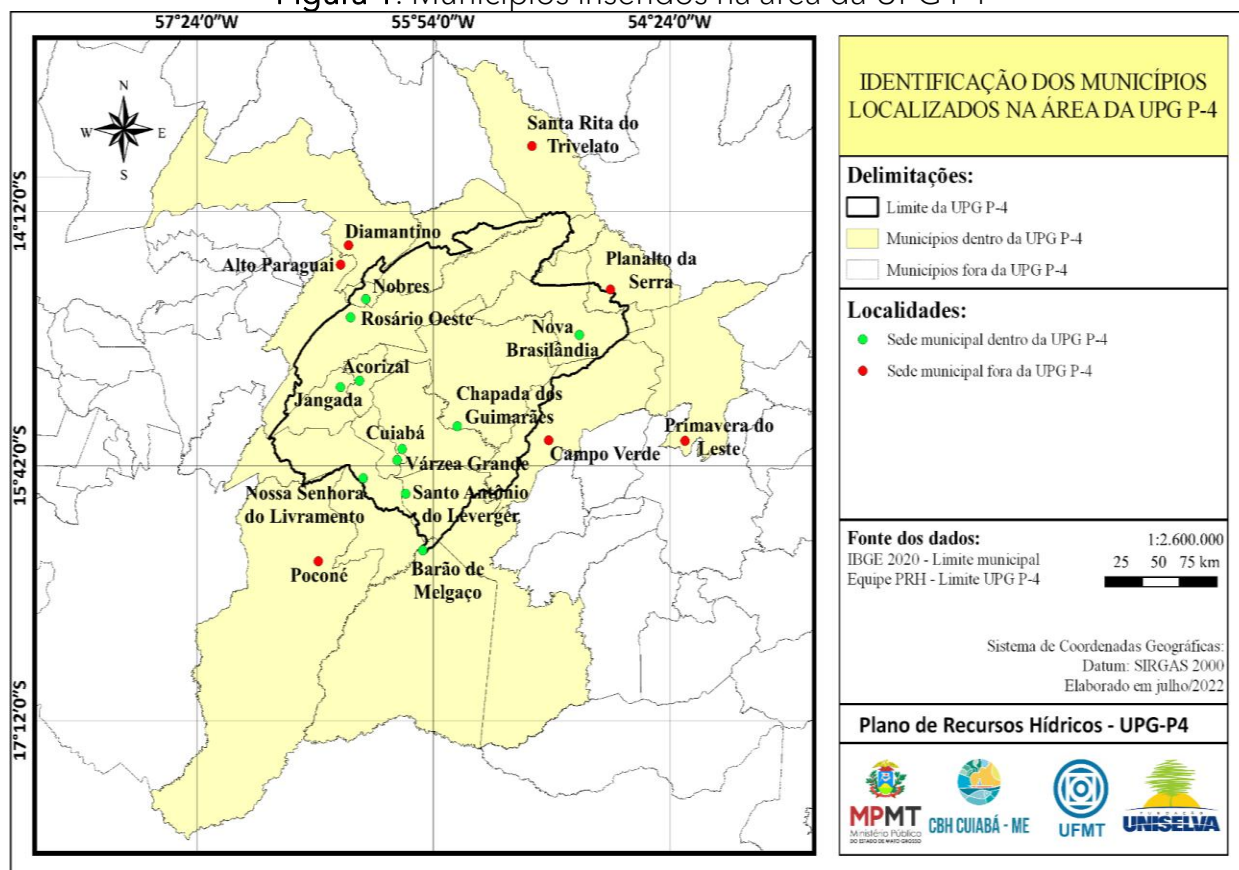 Figura 1. Municípios inseridos na área da UPG P-4
57°24'0"W
55°54'0"W
54°24'0"W
14°12'0"S
15°42'0"S
17°12'0"S
N
W
E
S
Santa Rita do
Trivelato
Diamantino
Alto Paraguai
Nobres
Rosário Oeste
Planalto da
Serra
Nova
Brasilândia
Acorizal
Jangada
Chapada dos
Guimarães
Cuiabá
Várzea Grande
Campo Verde
Primavera do
Leste
Nossa Senhora
do Livramento
Santo Antônio
do Leverger
Poconé
Barão de
Melgaço
IDENTIFICAÇÃO DOS MUNICÍPIOS
LOCALIZADOS NA ÁREA DA UPG P-4
Delimitações:
Limite da UPG P-4
Municípios dentro da UPG P-4
Municípios fora da UPG P-4
Localidades:
Sede municipal dentro da UPG P-4
Sede municipal fora da UPG P-4
Fonte dos dados:
IBGE 2020 - Limite municipal
Equipe PRH - Limite UPG P-4
1:2.600.000
25 50 75 km
Sistema de Coordenadas Geográficas:
Datum: SIRGAS 2000
Elaborado em julho/2022
Plano de Recursos Hídricos - UPG-P4
MPMT
Ministério Público
DO ESTADO DE MATO GROSSO
CBH CUIABÁ - ME
UFMT
FUNDAÇÃO
UNISELVA